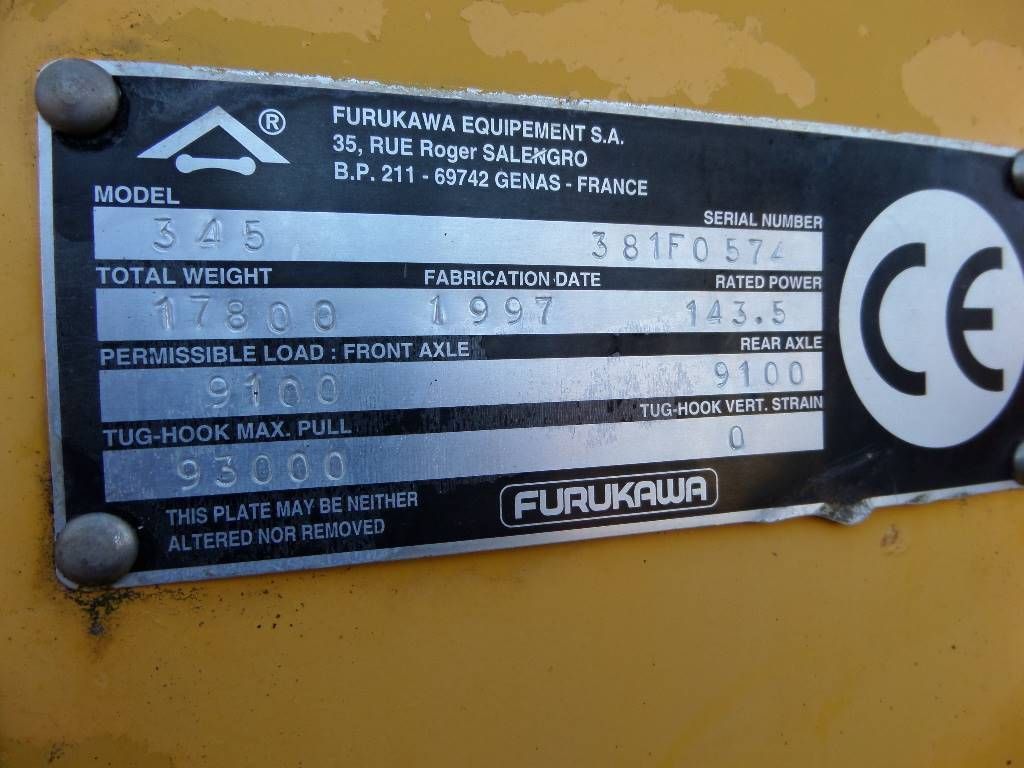 ®
FURUKAWA EQUIPEMENT S.A.
35, RUE Roger SALENGRO
B.P. 211 - 69742 GENAS - FRANCE
MODEL SERIAL NUMBER
345 381F0574
TOTAL WEIGHT FABRICATION DATE RATED POWER
17800 1997 143.5
PERMISSIBLE LOAD : FRONT AXLE REAR AXLE
9100 9100
TUG-HOOK MAX. PULL TUG-HOOK VERT. STRAIN
93000 0
THIS PLATE MAY BE NEITHER
ALTERED NOR REMOVED
FURUKAWA
CE